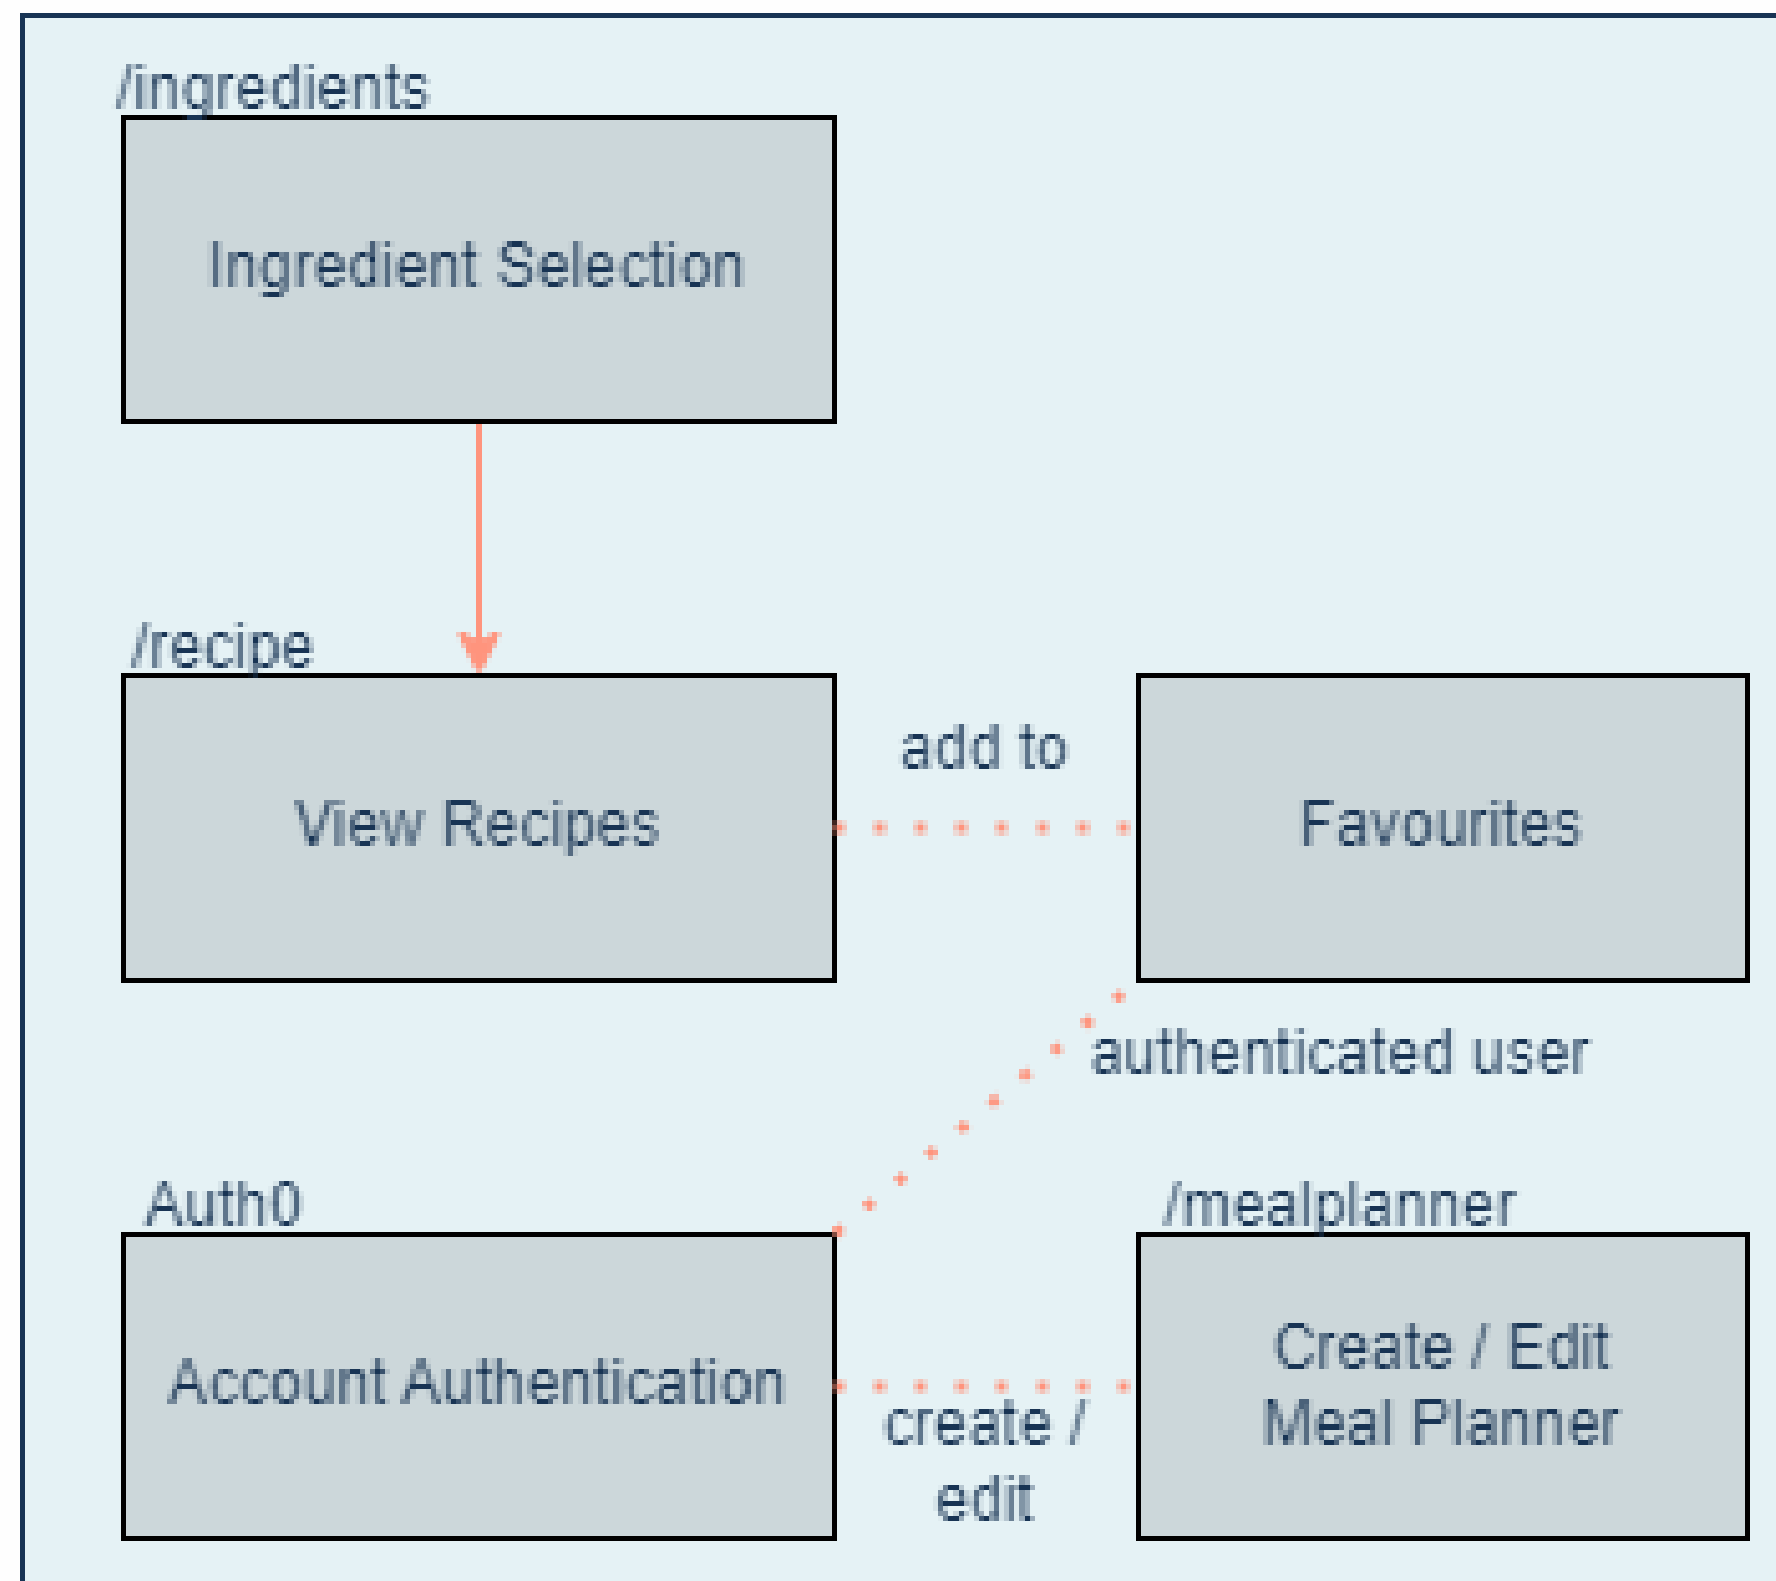 /ingredients
Ingredient Selection
/recipe
View Recipes
add to
Favourites
authenticated user
Auth0
Account Authentication
create /
edit
/mealplanner
Create / Edit
Meal Planner